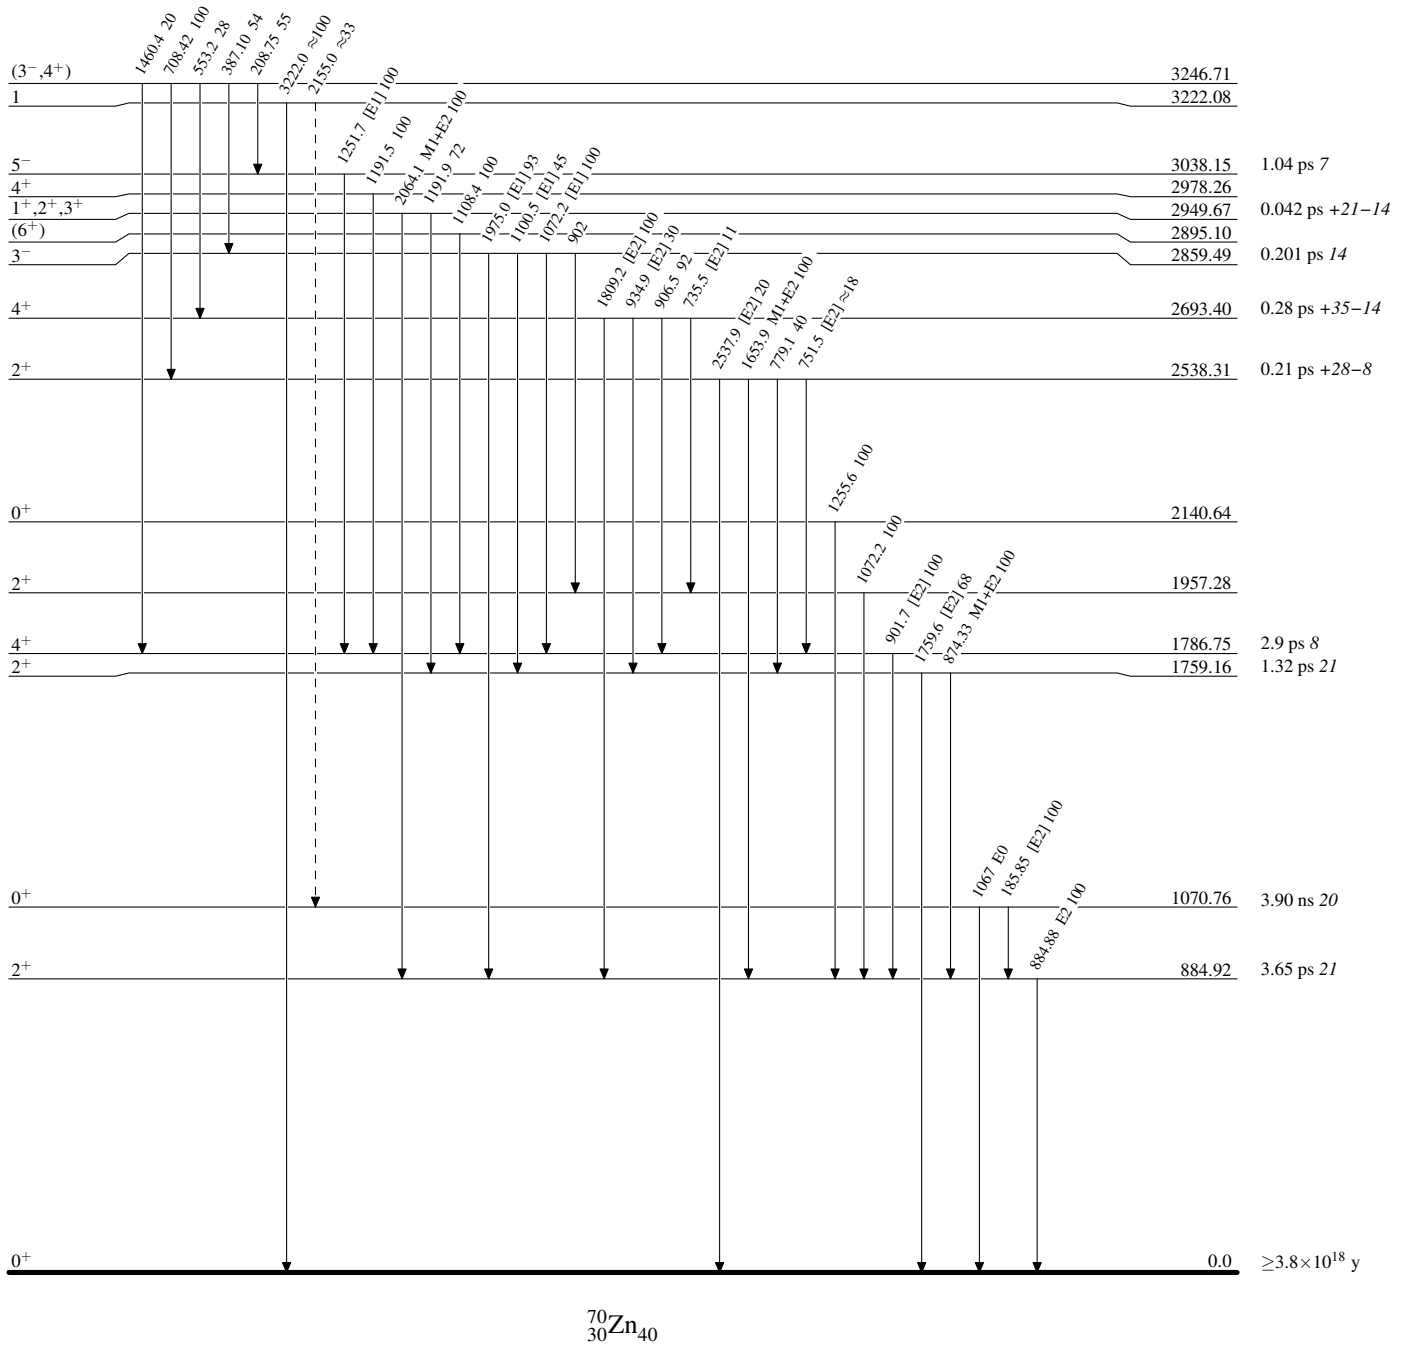 1460.4 20
708.42 100
553.2 28
387.10 54
208.75 55
3222.0 ≈100
2155.0 ≈33
(3⁻,4⁺) 3246.71
1 3222.08
1251.7 [E1] 100
1191.5 100
2064.1 M1+E2 100
1191.9 72
1108.4 100
1975.0 [E1] 93
1100.5 [E1] 45
1072.2 [E1] 100
902
5⁻ 3038.15 1.04 ps 7
4⁺ 2978.26
1⁺,2⁺,3⁺ 2949.67 0.042 ps +21−14
(6⁺) 2895.10
3⁻ 2859.49 0.201 ps 14
1809.2 [E2] 100
934.9 [E2] 30
906.5 92
735.5 [E2] 11
4⁺ 2693.40 0.28 ps +35−14
2537.9 [E2] 20
1653.9 M1+E2 100
779.1 40
751.5 [E2] ≈18
2⁺ 2538.31 0.21 ps +28−8
1255.6 100
0⁺ 2140.64
1072.2 100
2⁺ 1957.28
901.7 [E2] 100
1759.6 [E2] 68
874.33 M1+E2 100
4⁺ 1786.75 2.9 ps 8
2⁺ 1759.16 1.32 ps 21
1067 E0
185.85 [E2] 100
0⁺ 1070.76 3.90 ns 20
884.88 E2 100
2⁺ 884.92 3.65 ps 21
0⁺ 0.0 ≥3.8×10¹⁸ y
⁷⁰₃₀Zn₄₀